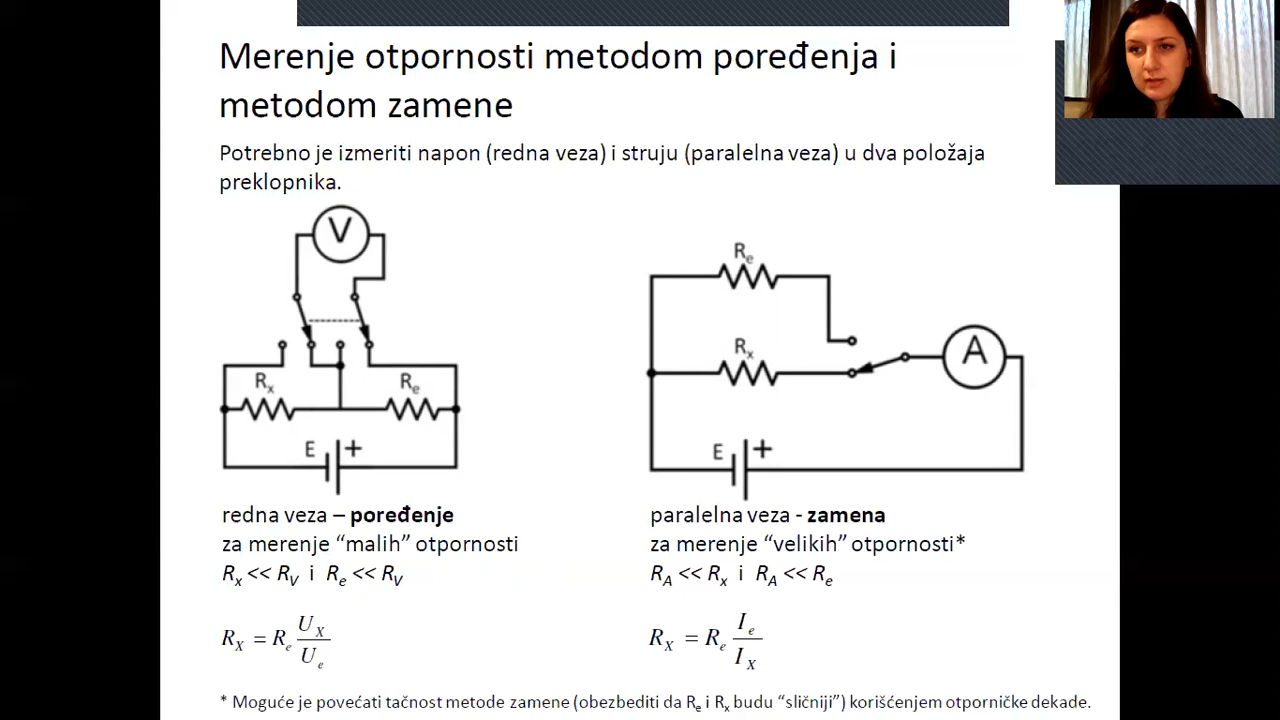 Merenje otpornosti metodom poređenja i
metodom zamene
Potrebno je izmeriti napon (redna veza) i struju (paralelna veza) u dva položaja
preklopnika.
V
Rx
Re
E
+
redna veza – poređenje
za merenje “malih” otpornosti
Rx << RV i Re << RV
RX = Re UX / Ue
Re
Rx
A
E
+
paralelna veza - zamena
za merenje “velikih” otpornosti*
RA << Rx i RA << Re
RX = Re Ie / IX
* Moguće je povećati tačnost metode zamene (obezbediti da Re i Rx budu “sličniji”) korišćenjem otporničke dekade.